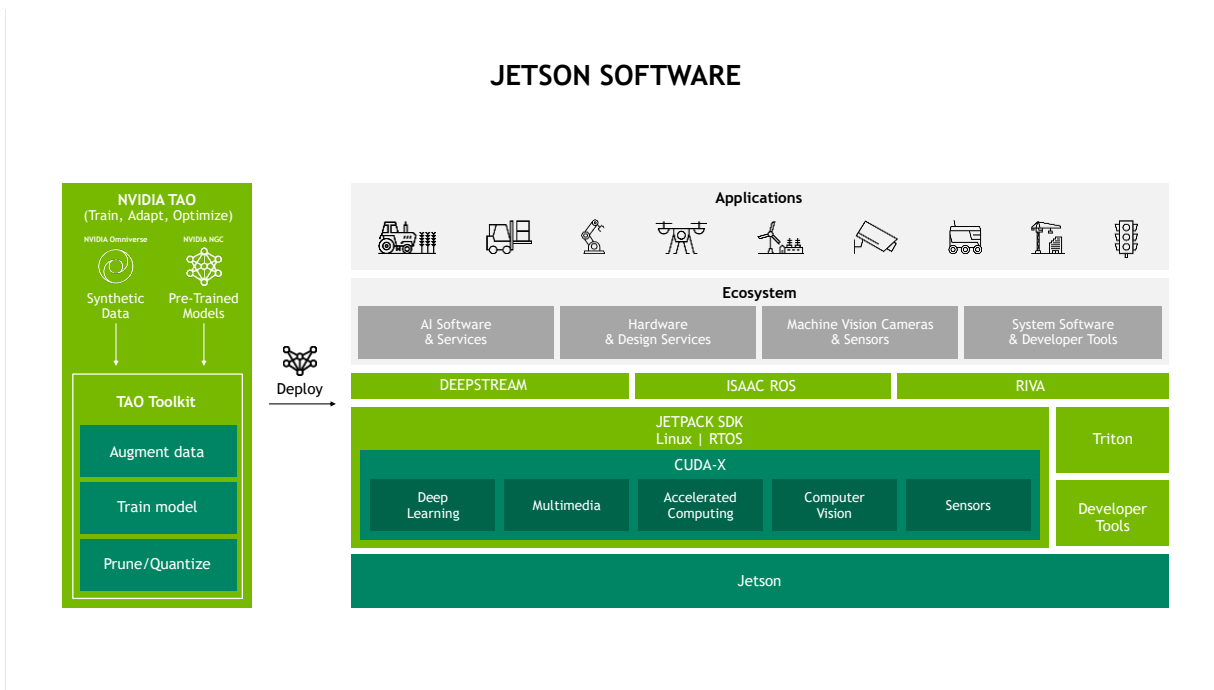 JETSON SOFTWARE
NVIDIA TAO
(Train, Adapt, Optimize)
NVIDIA Omniverse
NVIDIA NGC
Synthetic
Data
Pre-Trained
Models
TAO Toolkit
Augment data
Train model
Prune/Quantize
Deploy
Applications
Ecosystem
AI Software
& Services
Hardware
& Design Services
Machine Vision Cameras
& Sensors
System Software
& Developer Tools
DEEPSTREAM
ISAAC ROS
RIVA
JETPACK SDK
Linux | RTOS
CUDA-X
Deep
Learning
Multimedia
Accelerated
Computing
Computer
Vision
Sensors
Triton
Developer
Tools
Jetson